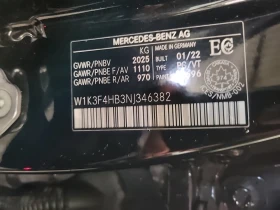 MERCEDES-BENZ AG
KG MADE IN GERMANY
GVWR/PNBV 2025 BUILT 01/22
GAWR/PNBE F/AV 1110
GAWR/PNBE R/AR 970
EC
W1K3F4HB3NJ346382